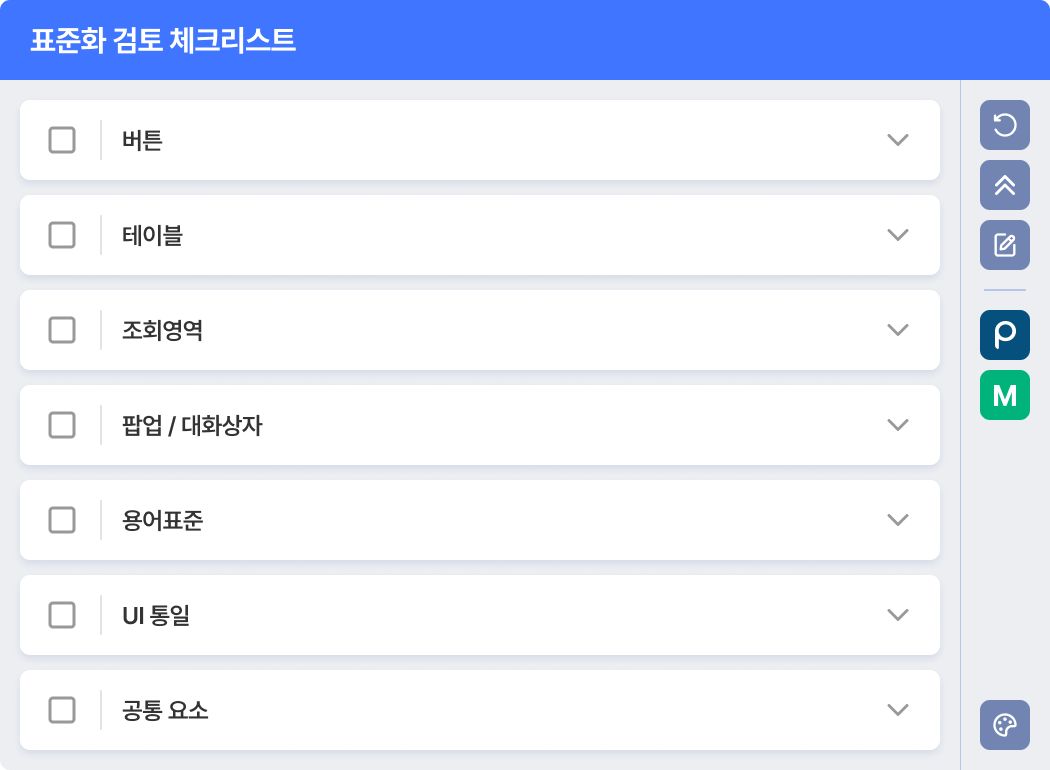 표준화 검토 체크리스트
버튼
테이블
조회영역
팝업 / 대화상자
용어표준
UI 통일
공통 요소
M